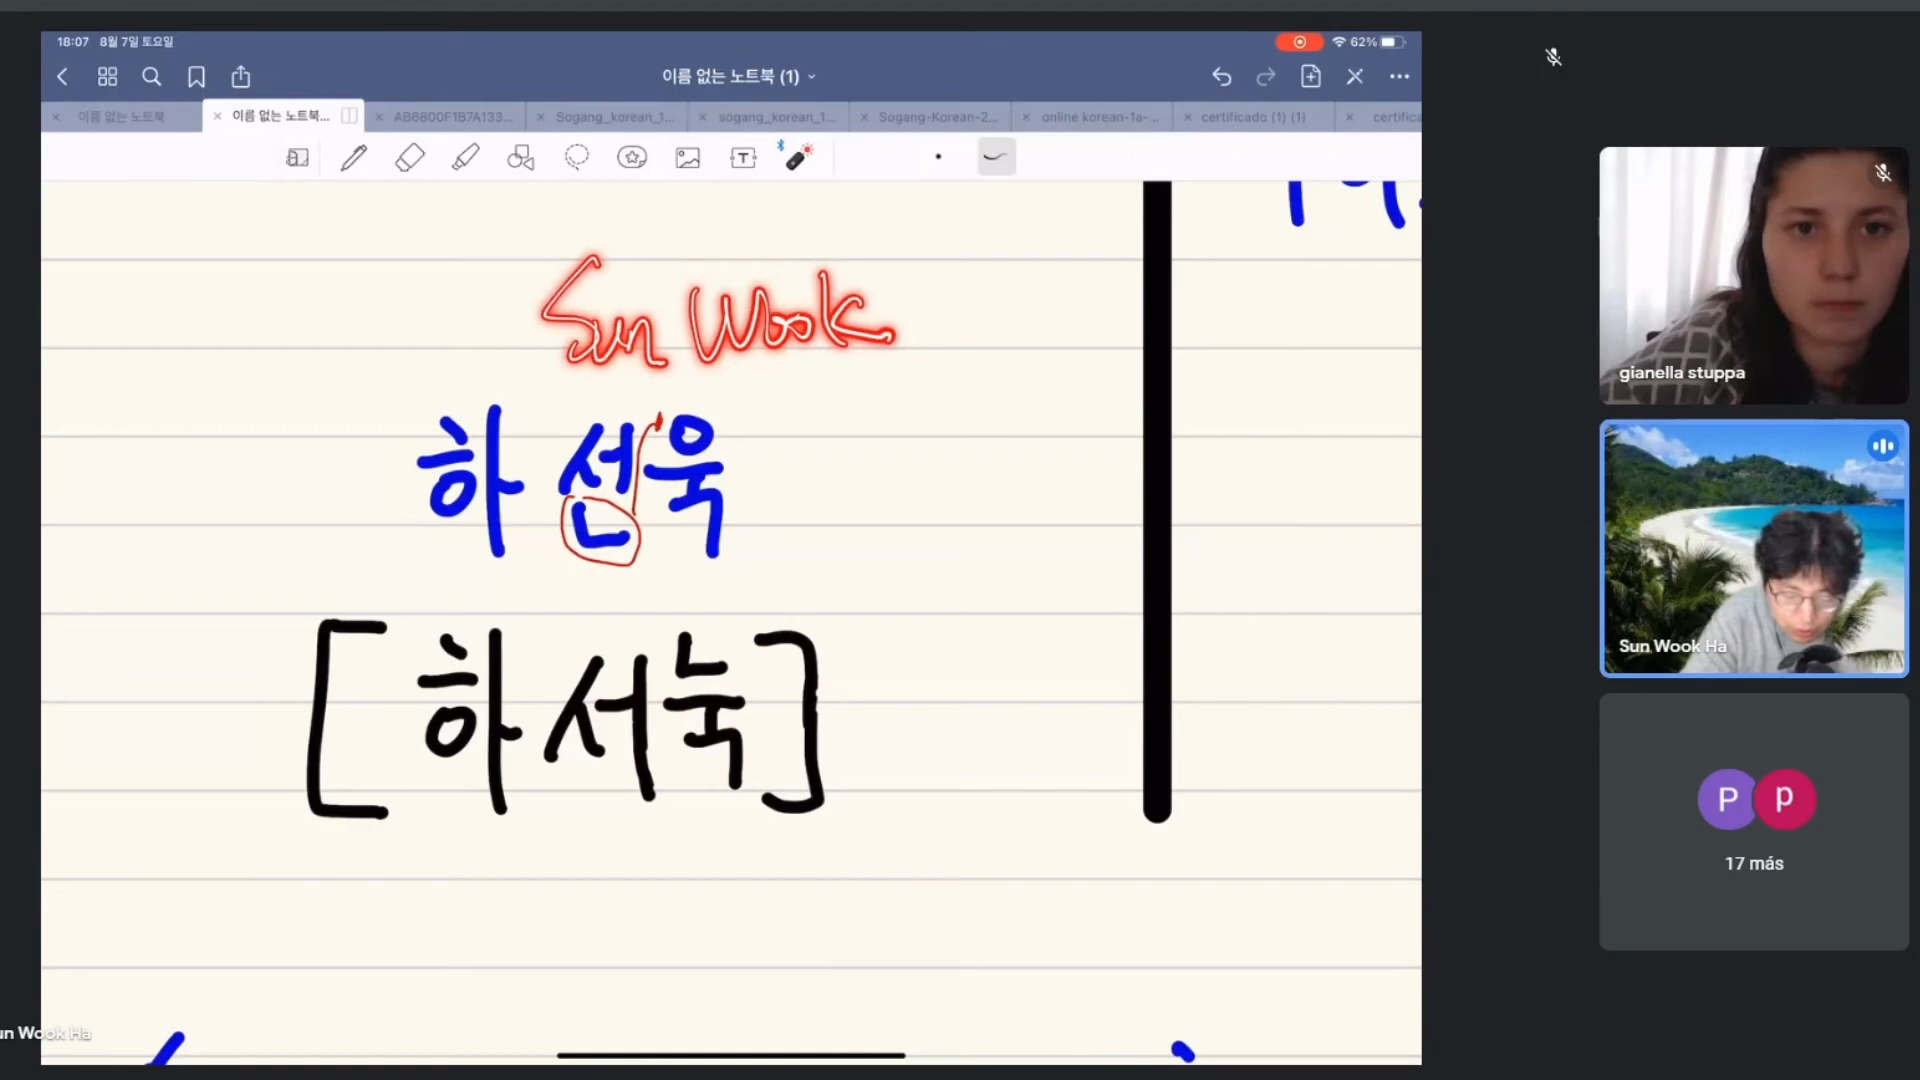 18:07 8월 7일 토요일
62%
이름 없는 노트북 (1)
이름 없는 노트북
이름 없는 노트북...
AB6800F187A133...
Sogang_korean_1...
sogang_korean_1...
Sogang-Korean-2...
online korean-1a-...
certificado (1) (1)
certifica
T
Sun Wook
하 선욱
[하 서눅]
gianella stuppa
Sun Wook Ha
P p
17 más
un Wook Ha